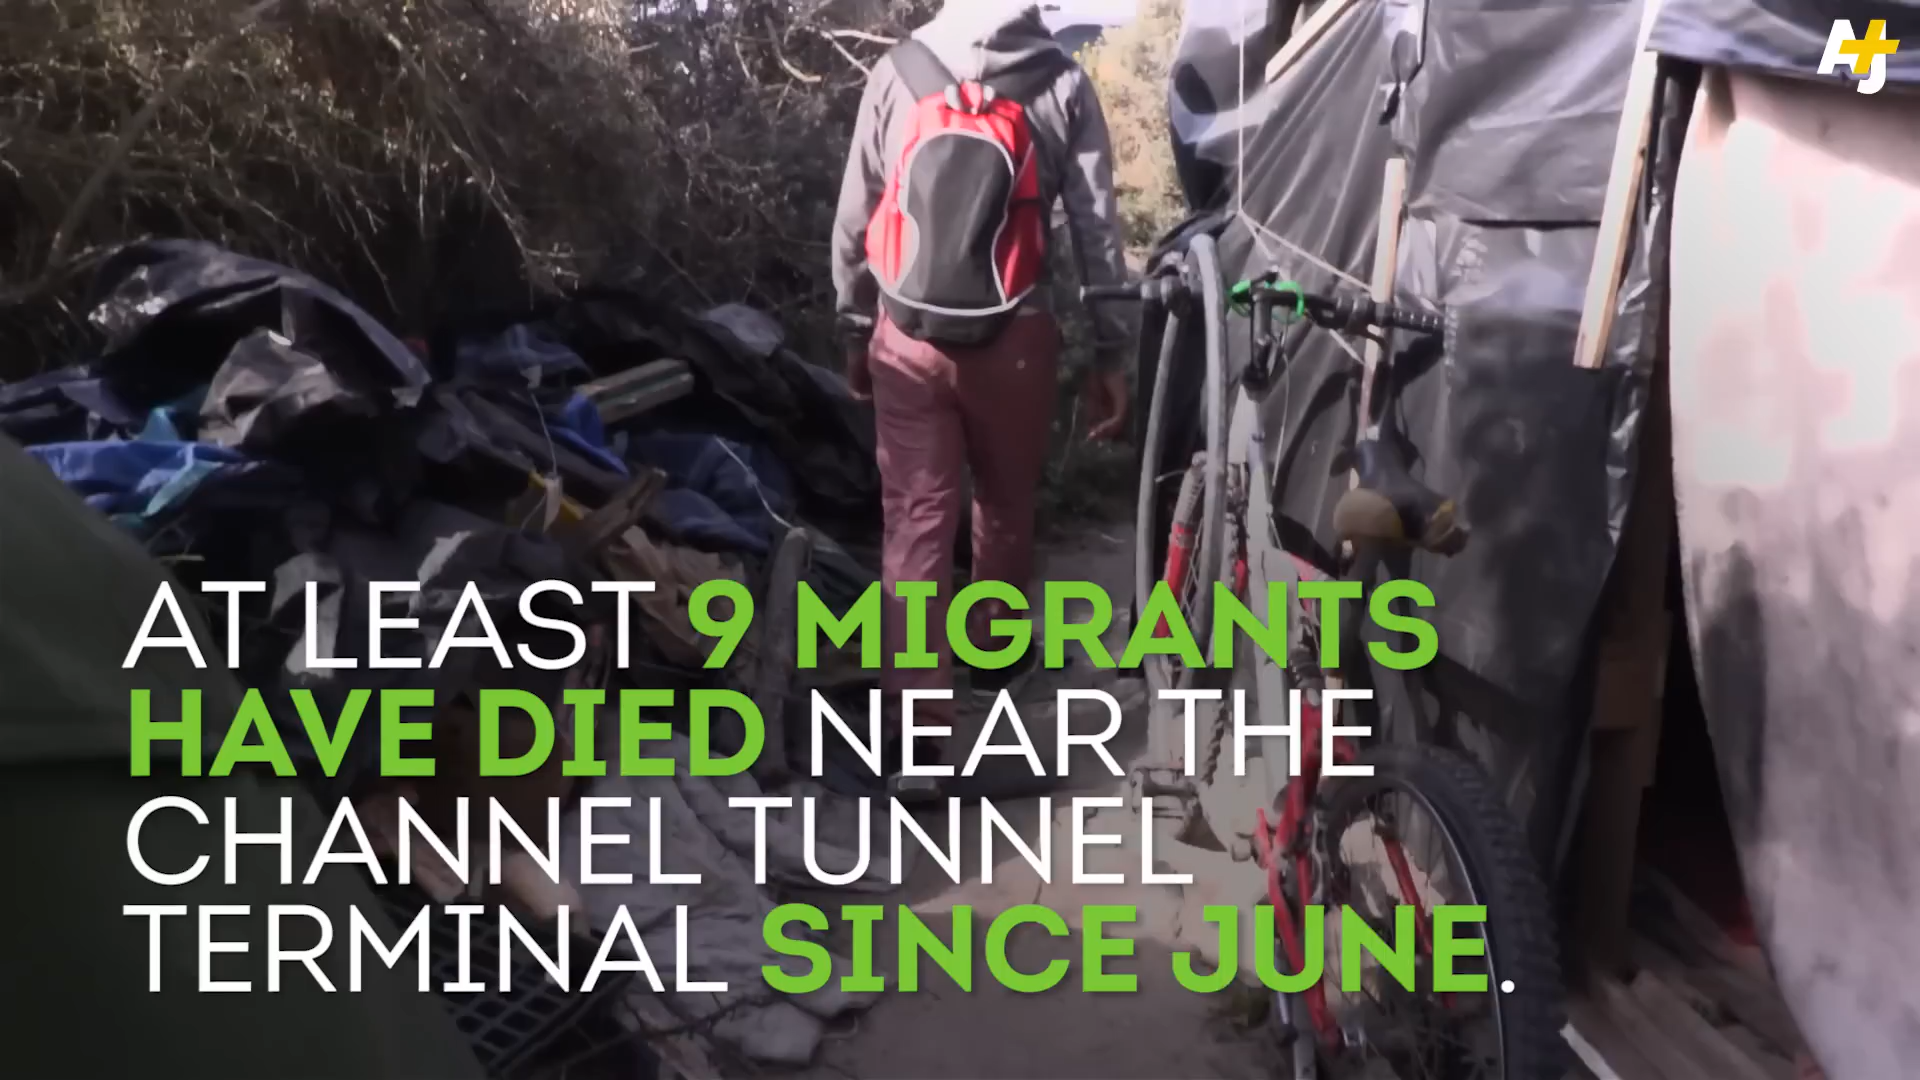 AJ+
AT LEAST 9 MIGRANTS
HAVE DIED NEAR THE
CHANNEL TUNNEL
TERMINAL SINCE JUNE.